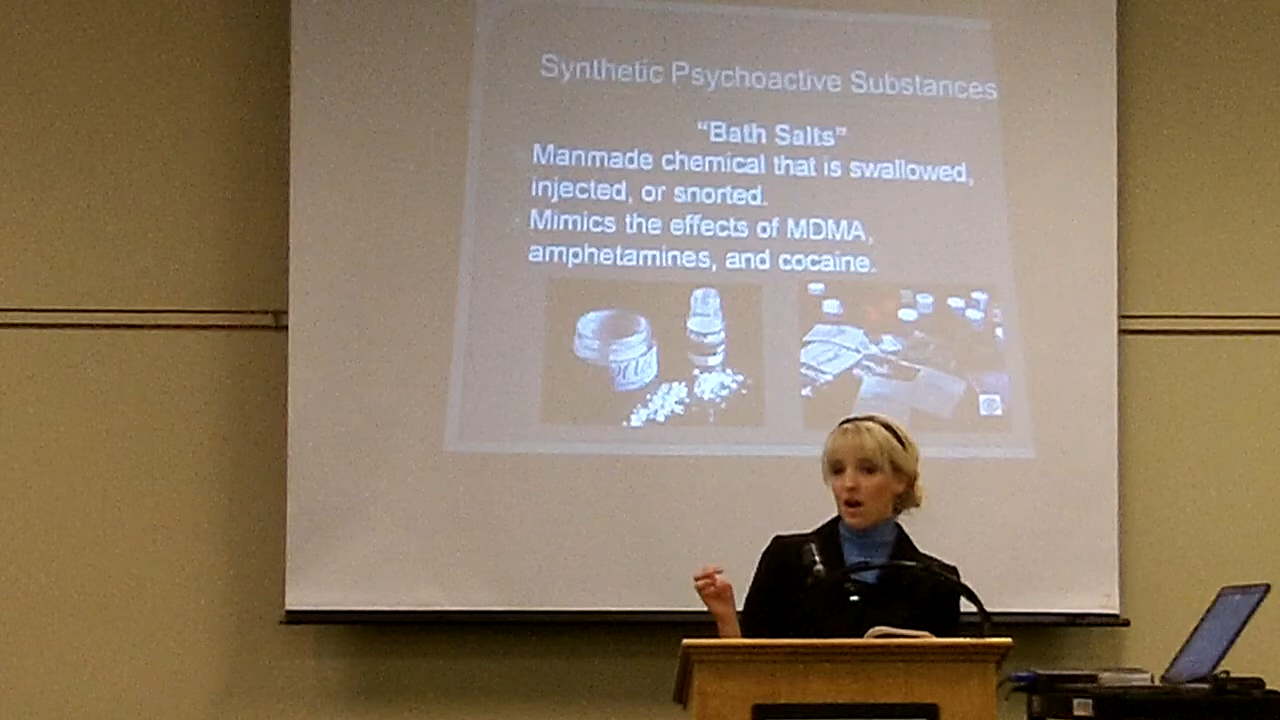 Synthetic Psychoactive Substances
“Bath Salts”
Manmade chemical that is swallowed,
injected, or snorted.
Mimics the effects of MDMA,
amphetamines, and cocaine.